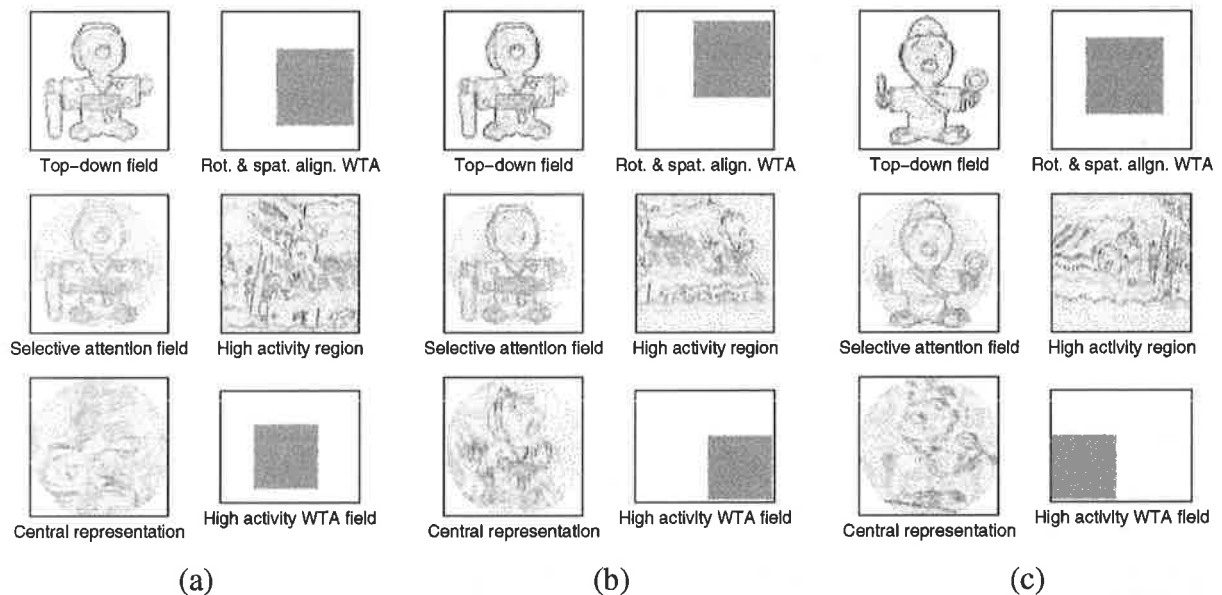 Top-down field Rot. & spat. align. WTA Top-down field Rot. & spat. align. WTA Top-down field Rot. & spat. align. WTA
Selective attention field High activity region Selective attention field High activity region Selective attention field High activity region
Central representation High activity WTA field Central representation High activity WTA field Central representation High activity WTA field
(a) (b) (c)